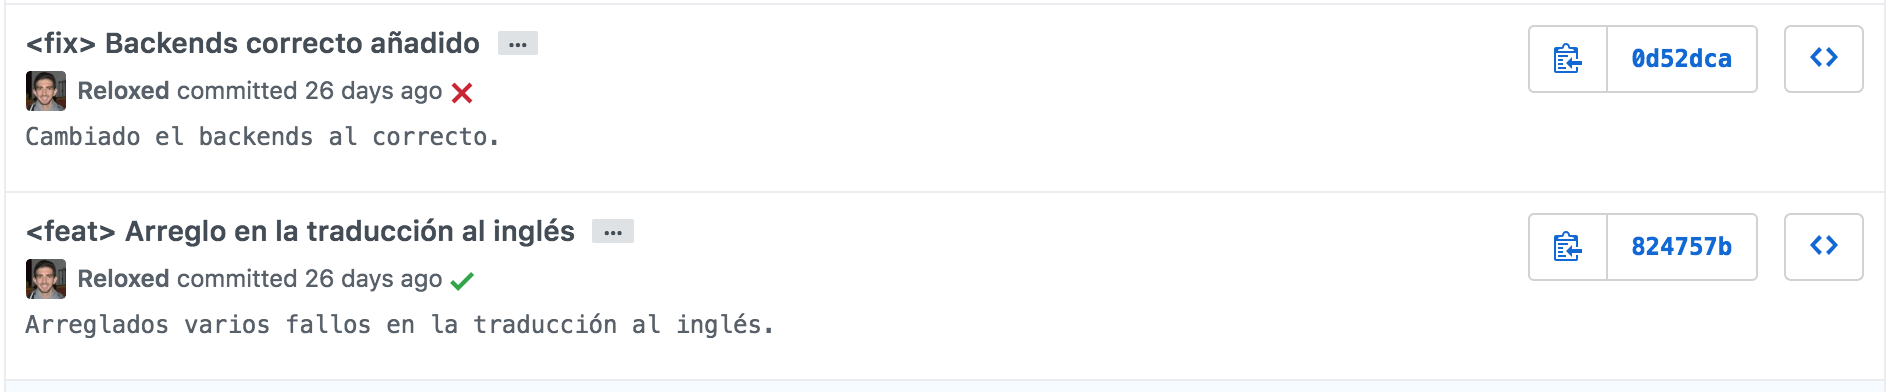 <fix> Backends correcto añadido ...
0d52dca
Reloxed committed 26 days ago
Cambiado el backends al correcto.
<feat> Arreglo en la traducción al inglés ...
824757b
Reloxed committed 26 days ago
Arreglados varios fallos en la traducción al inglés.